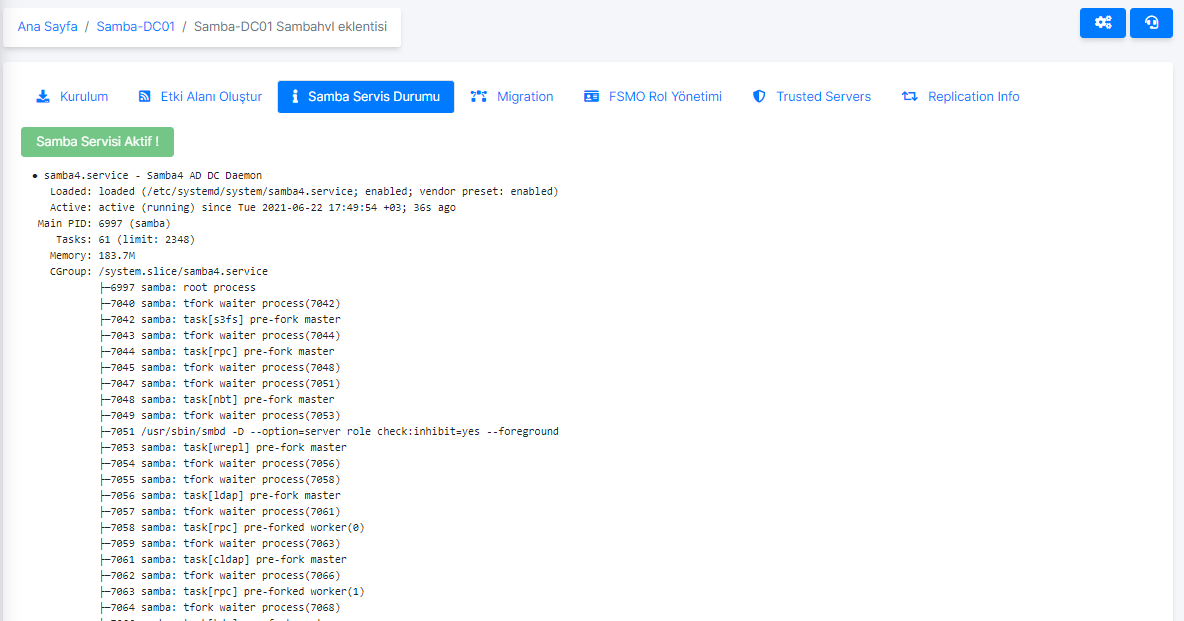 Ana Sayfa / Samba-DC01 / Samba-DC01 Sambahvl eklentisi
Kurulum Etki Alanı Oluştur Samba Servis Durumu Migration FSMO Rol Yönetimi Trusted Servers Replication Info
Samba Servisi Aktif !
● samba4.service - Samba4 AD DC Daemon
Loaded: loaded (/etc/systemd/system/samba4.service; enabled; vendor preset: enabled)
Active: active (running) since Tue 2021-06-22 17:49:54 +03; 36s ago
Main PID: 6997 (samba)
Tasks: 61 (limit: 2348)
Memory: 183.7M
CGroup: /system.slice/samba4.service
├─6997 samba: root process
├─7040 samba: tfork waiter process(7042)
├─7042 samba: task[s3fs] pre-fork master
├─7043 samba: tfork waiter process(7044)
├─7044 samba: task[rpc] pre-fork master
├─7045 samba: tfork waiter process(7048)
├─7047 samba: tfork waiter process(7051)
├─7048 samba: task[nbt] pre-fork master
├─7049 samba: tfork waiter process(7053)
├─7051 /usr/sbin/smbd -D --option=server role check:inhibit=yes --foreground
├─7053 samba: task[wrepl] pre-fork master
├─7054 samba: tfork waiter process(7056)
├─7055 samba: tfork waiter process(7058)
├─7056 samba: task[ldap] pre-fork master
├─7057 samba: tfork waiter process(7061)
├─7058 samba: task[rpc] pre-forked worker(0)
├─7059 samba: tfork waiter process(7063)
├─7061 samba: task[cldap] pre-fork master
├─7062 samba: tfork waiter process(7066)
├─7063 samba: task[rpc] pre-forked worker(1)
├─7064 samba: tfork waiter process(7068)